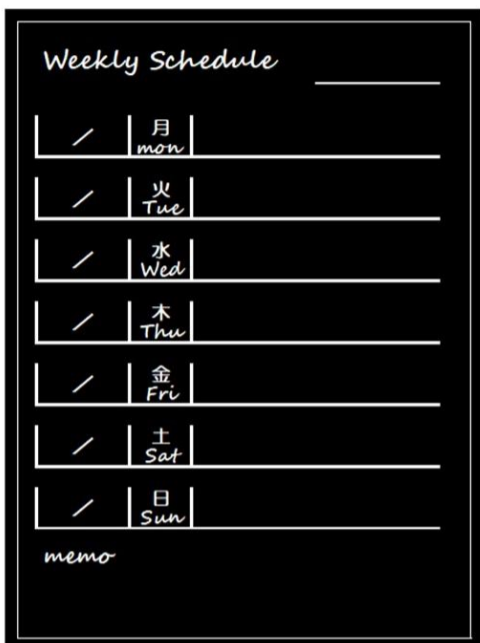 Weekly Schedule
/ 月
mon
/ 火
Tue
/ 水
Wed
/ 木
Thu
/ 金
Fri
/ 土
Sat
/ 日
Sun
memo